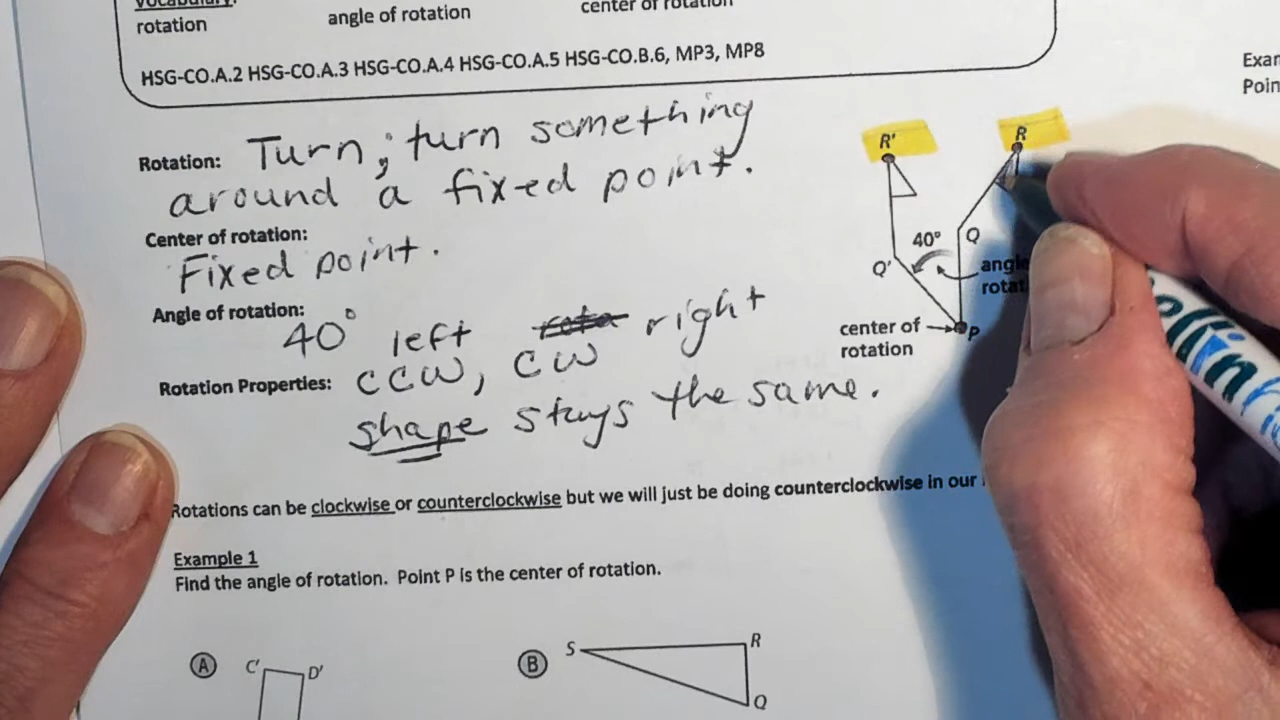 Vocabulary:
rotation
angle of rotation
center of rotation
HSG-CO.A.2 HSG-CO.A.3 HSG-CO.A.4 HSG-CO.A.5 HSG-CO.B.6, MP3, MP8
Exam
Poin
Rotation: Turn; turn something
around a fixed point.
Center of rotation:
Fixed point.
Angle of rotation:
40° left right
Rotation Properties: CCW, CW
shape stays the same.
R'
R
40°
Q
Q'
angle
rotat
center of
rotation
P
Rotations can be clockwise or counterclockwise but we will just be doing counterclockwise in our
Example 1
Find the angle of rotation. Point P is the center of rotation.
A
C'
D'
B
S
R
Q